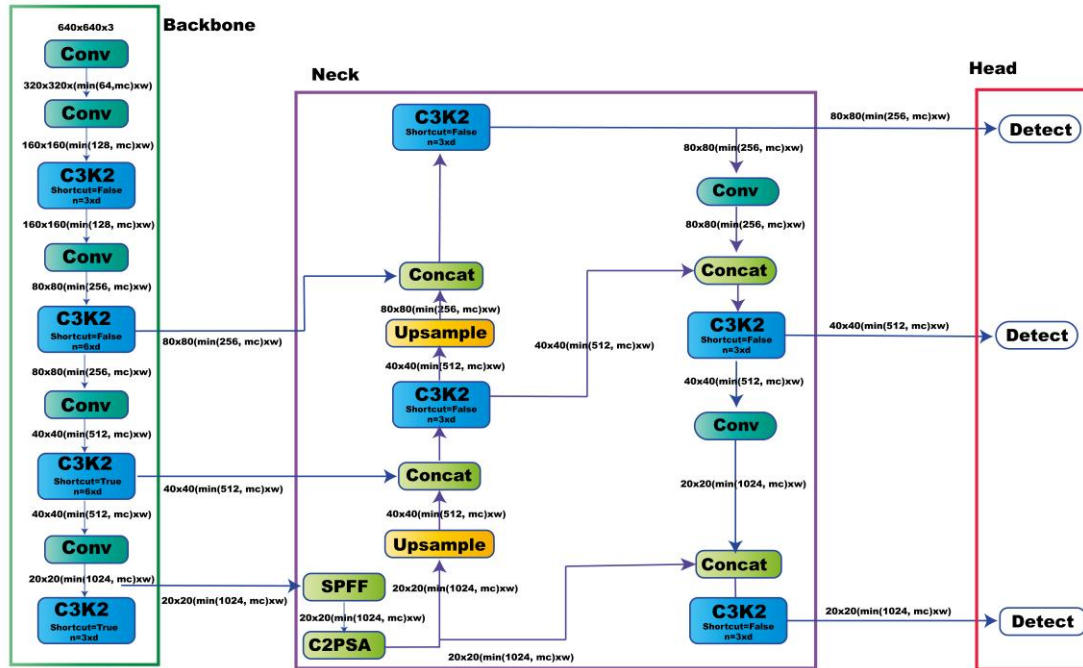 Backbone
640x640x3
Conv
320x320x(min(64,mc)xw)
Conv
160x160(min(128, mc)xw)
C3K2
Shortcut=False
n=3xd
160x160(min(128, mc)xw)
Conv
80x80(min(256, mc)xw)
C3K2
Shortcut=False
n=6xd
80x80(min(256, mc)xw)
80x80(min(256, mc)xw)
Conv
40x40(min(512, mc)xw)
C3K2
Shortcut=True
n=6xd
40x40(min(512, mc)xw)
40x40(min(512, mc)xw)
Conv
20x20(min(1024, mc)xw)
20x20(min(1024, mc)xw)
C3K2
Shortcut=True
n=3xd
Neck
C3K2
Shortcut=False
n=3xd
Concat
80x80(min(256, mc)xw)
Upsample
40x40(min(512, mc)xw)
C3K2
Shortcut=False
n=3xd
Concat
40x40(min(512, mc)xw)
Upsample
20x20(min(1024, mc)xw)
SPFF
20x20(min(1024, mc)xw)
C2PSA
20x20(min(1024, mc)xw)
40x40(min(512, mc)xw)
80x80(min(256, mc)xw)
Conv
80x80(min(256, mc)xw)
Concat
C3K2
Shortcut=False
n=3xd
40x40(min(512, mc)xw)
Conv
20x20(min(1024, mc)xw)
Concat
C3K2
Shortcut=False
n=3xd
Head
80x80(min(256, mc)xw)
Detect
40x40(min(512, mc)xw)
Detect
20x20(min(1024, mc)xw)
Detect